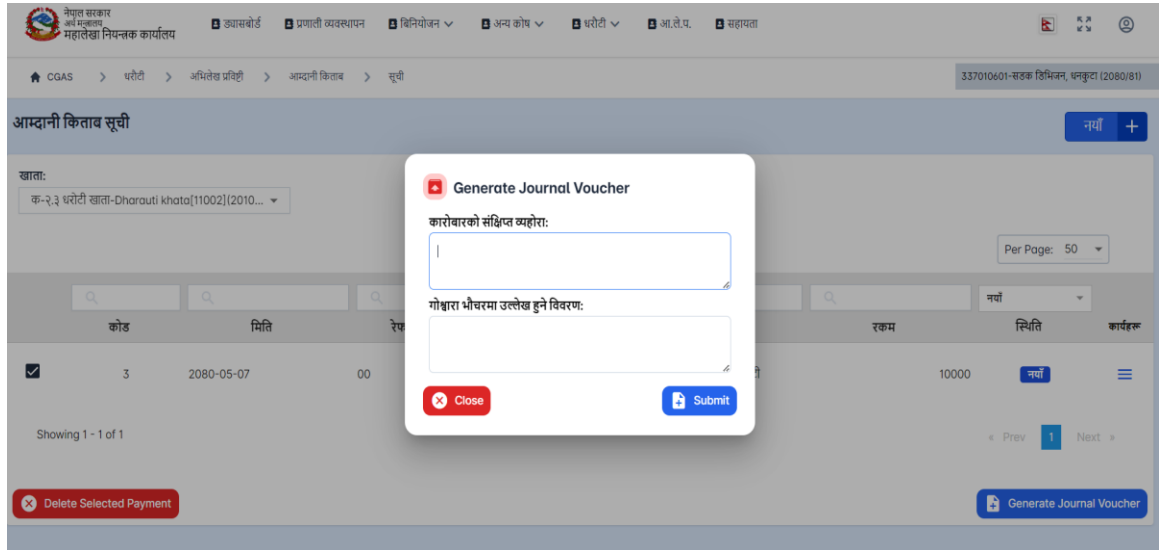 नेपाल सरकार
अर्थ मन्त्रालय
महालेखा नियन्त्रक कार्यालय
ड्यासबोर्ड
प्रणाली व्यवस्थापन
बिनियोजन
अन्य कोष
धरौटी
आ.ले.प.
सहायता
CGAS > धरौटी > अभिलेख प्रविष्टी > आम्दानी किताब > सूची
337010601-सडक डिभिजन, धनकुटा (2080/81)
आम्दानी किताब सूची
नयाँ +
खाता:
क-२.३ धरोटी खाता-Dharauti khata[11002](2010...
Per Page: 50
Generate Journal Voucher
कारोबारको संक्षिप्त व्यहोरा:
गोश्वारा भौचरमा उल्लेख हुने विवरण:
Close
Submit
नयाँ
कोड
मिति
रकम
स्थिति
कार्यहरू
3
2080-05-07
00
10000
नयाँ
Showing 1 - 1 of 1
« Prev 1 Next »
Delete Selected Payment
Generate Journal Voucher